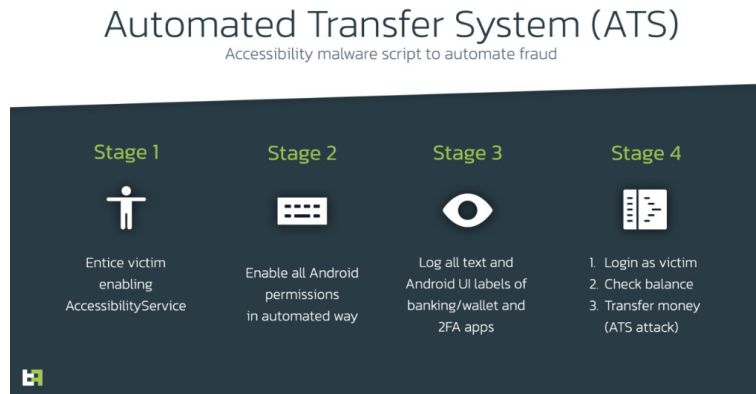 Automated Transfer System (ATS)
Accessibility malware script to automate fraud
Stage 1
Entice victim
enabling
AccessibilityService
Stage 2
Enable all Android
permissions
in automated way
Stage 3
Log all text and
Android UI labels of
banking/wallet and
2FA apps
Stage 4
1. Login as victim
2. Check balance
3. Transfer money
(ATS attack)